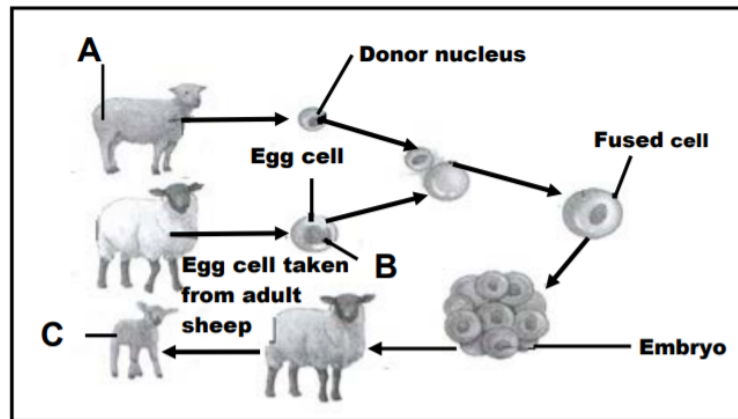 A
Donor nucleus
Egg cell
Fused cell
B
Egg cell taken
from adult
sheep
C
Embryo